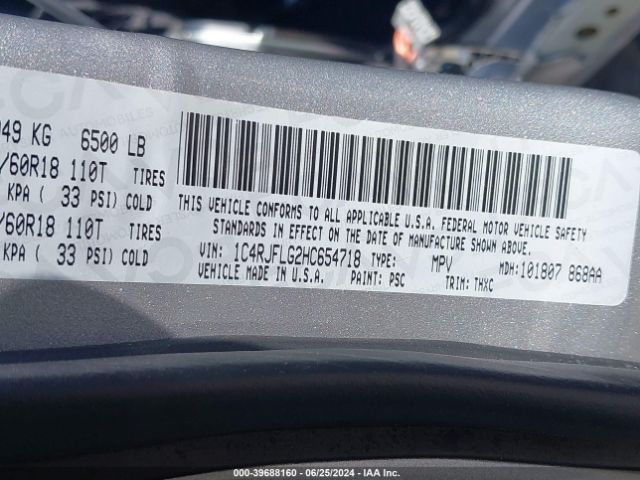 949 KG 6500 LB
/60R18 110T TIRES
KPA ( 33 PSI) COLD
/60R18 110T TIRES
KPA ( 33 PSI) COLD
THIS VEHICLE CONFORMS TO ALL APPLICABLE U.S.A. FEDERAL MOTOR VEHICLE SAFETY
STANDARDS IN EFFECT ON THE DATE OF MANUFACTURE SHOWN ABOVE.
VIN: 1C4RJFLG2HC654718 TYPE: MPV MDH: 101807 868AA
VEHICLE MADE IN U.S.A. PAINT: PSC TRIM: THXC
000-39688160 - 06/25/2024 - IAA Inc.